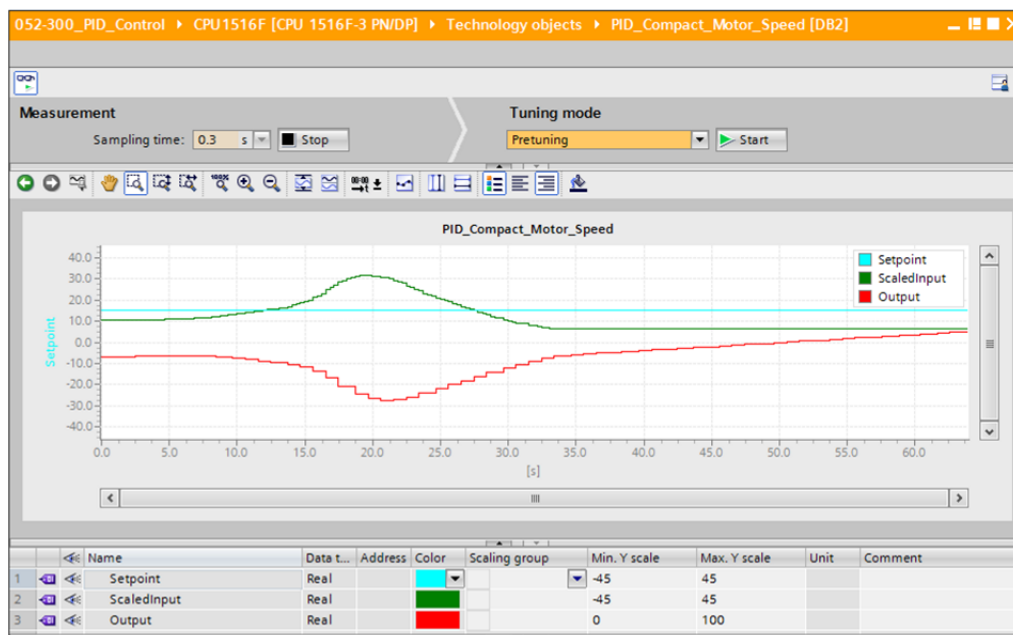 052-300_PID_Control ▸ CPU1516F [CPU 1516F-3 PN/DP] ▸ Technology objects ▸ PID_Compact_Motor_Speed [DB2]
Measurement
Tuning mode
Sampling time: 0.3 s Stop
Pretuning Start
PID_Compact_Motor_Speed
Setpoint
ScaledInput
Output
Setpoint
40.0
30.0
20.0
10.0
0.0
-10.0
-20.0
-30.0
-40.0
0.0 5.0 10.0 15.0 20.0 25.0 30.0 35.0 40.0 45.0 50.0 55.0 60.0
[s]
Name Data t... Address Color Scaling group Min. Y scale Max. Y scale Unit Comment
1 Setpoint Real -45 45
2 ScaledInput Real -45 45
3 Output Real 0 100